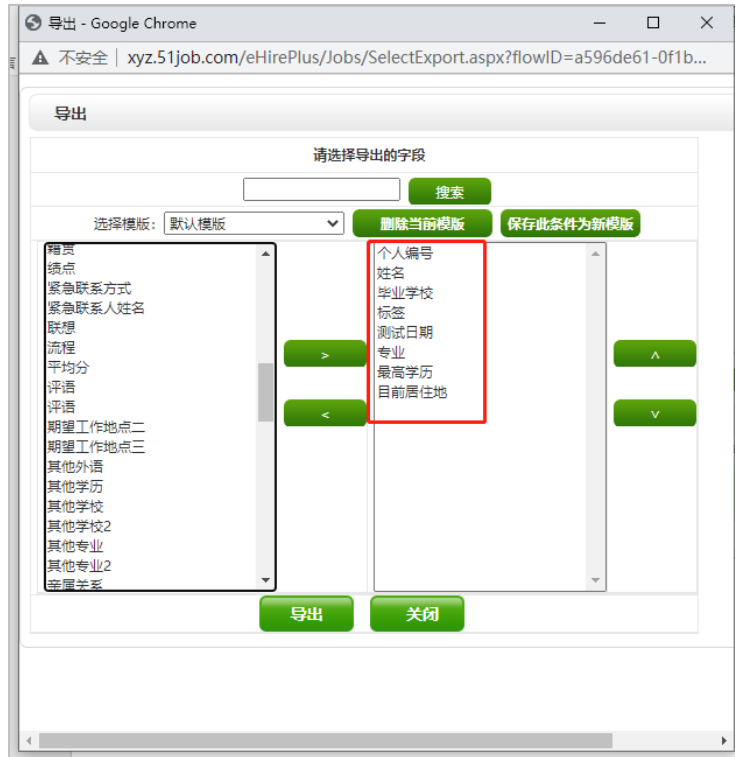 导出 - Google Chrome
不安全 | xyz.51job.com/eHirePlus/Jobs/SelectExport.aspx?flowID=a596de61-0f1b...
导出
请选择导出的字段
搜索
选择模版: 默认模版 删除当前模版 保存此条件为新模版
籍贯
绩点
紧急联系方式
紧急联系人姓名
联想
流程
平均分
评语
评语
期望工作地点二
期望工作地点三
其他外语
其他学历
其他学校
其他学校2
其他专业
其他专业2
亲属关系
>
<
个人编号
姓名
毕业学校
标签
测试日期
专业
最高学历
目前居住地
∧
∨
导出 关闭